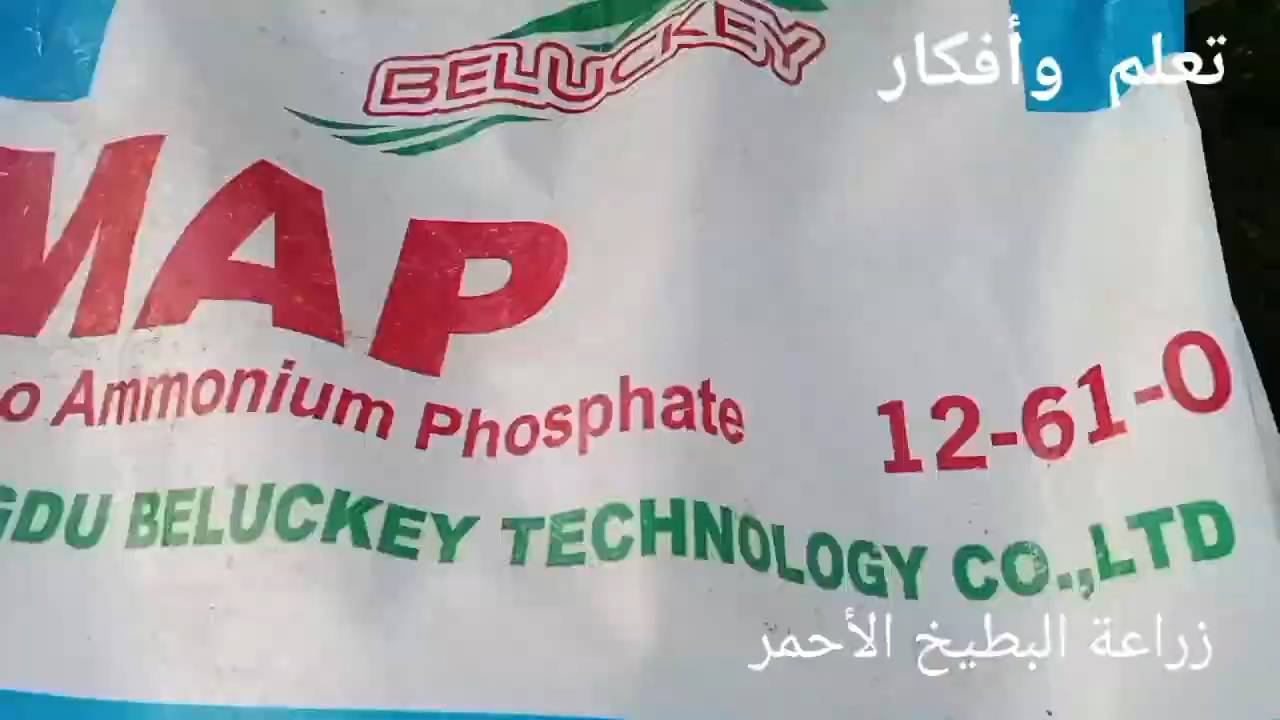 BELUCKEY
تعلم وأفكار
MAP
o Ammonium Phosphate
12-61-0
GDU BELUCKEY TECHNOLOGY CO.,LTD
زراعة البطيخ الأحمر